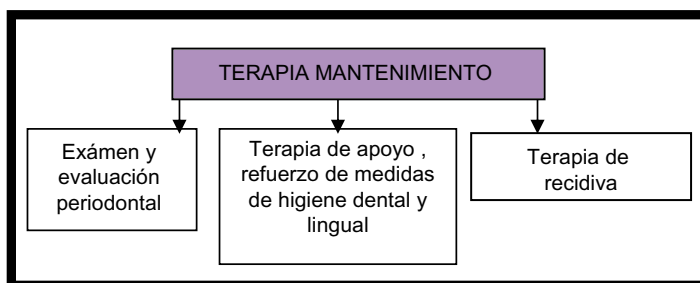 TERAPIA MANTENIMIENTO
Exámen y
evaluación
periodontal
Terapia de apoyo ,
refuerzo de medidas
de higiene dental y
lingual
Terapia de
recidiva